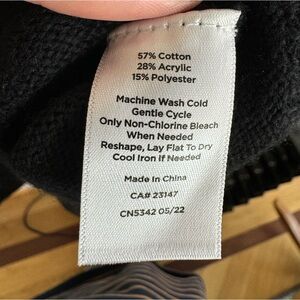 57% Cotton
28% Acrylic
15% Polyester
Machine Wash Cold
Gentle Cycle
Only Non-Chlorine Bleach
When Needed
Reshape, Lay Flat To Dry
Cool Iron If Needed
Made In China
CA# 23147
CN5342 05/22